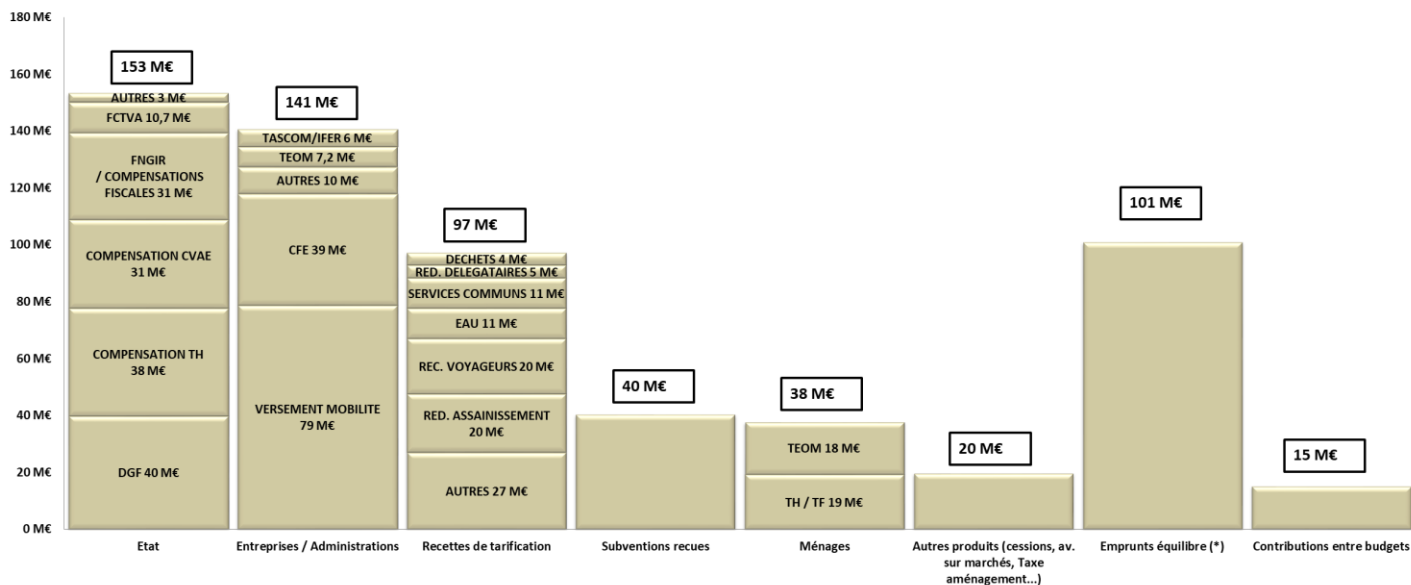 180 M€
160 M€
140 M€
120 M€
100 M€
80 M€
60 M€
40 M€
20 M€
0 M€
153 M€
AUTRES 3 M€
FCTVA 10,7 M€
FNGIR
/ COMPENSATIONS
FISCALES 31 M€
COMPENSATION CVAE
31 M€
COMPENSATION TH
38 M€
DGF 40 M€
Etat
141 M€
TASCOM/IFER 6 M€
TEOM 7,2 M€
AUTRES 10 M€
CFE 39 M€
VERSEMENT MOBILITE
79 M€
Entreprises / Administrations
97 M€
DECHETS 4 M€
RED. DELEGATAIRES 5 M€
SERVICES COMMUNS 11 M€
EAU 11 M€
REC. VOYAGEURS 20 M€
RED. ASSAINISSEMENT
20 M€
AUTRES 27 M€
Recettes de tarification
40 M€
Subventions recues
38 M€
TEOM 18 M€
TH / TF 19 M€
Ménages
20 M€
Autres produits (cessions, av.
sur marchés, Taxe
aménagement...)
101 M€
Emprunts équilibre (*)
15 M€
Contributions entre budgets